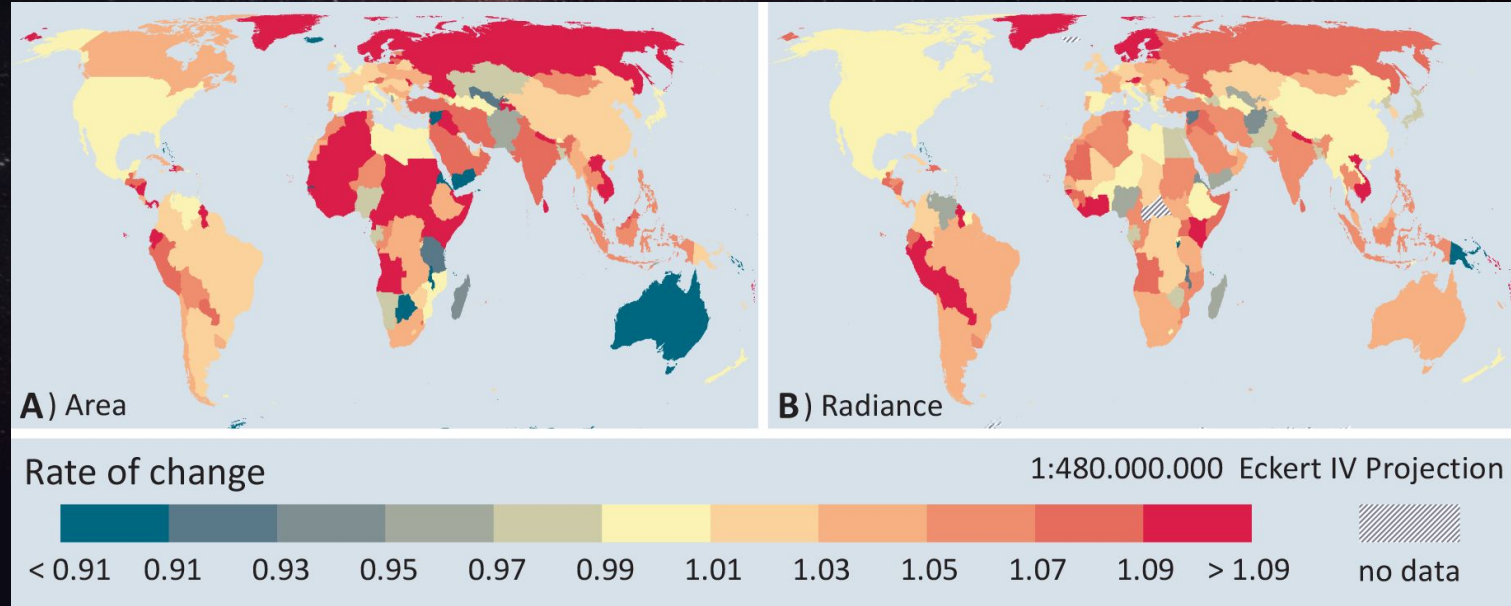 A) Area
B) Radiance
Rate of change
1:480.000.000 Eckert IV Projection
< 0.91 0.91 0.93 0.95 0.97 0.99 1.01 1.03 1.05 1.07 1.09 > 1.09 no data